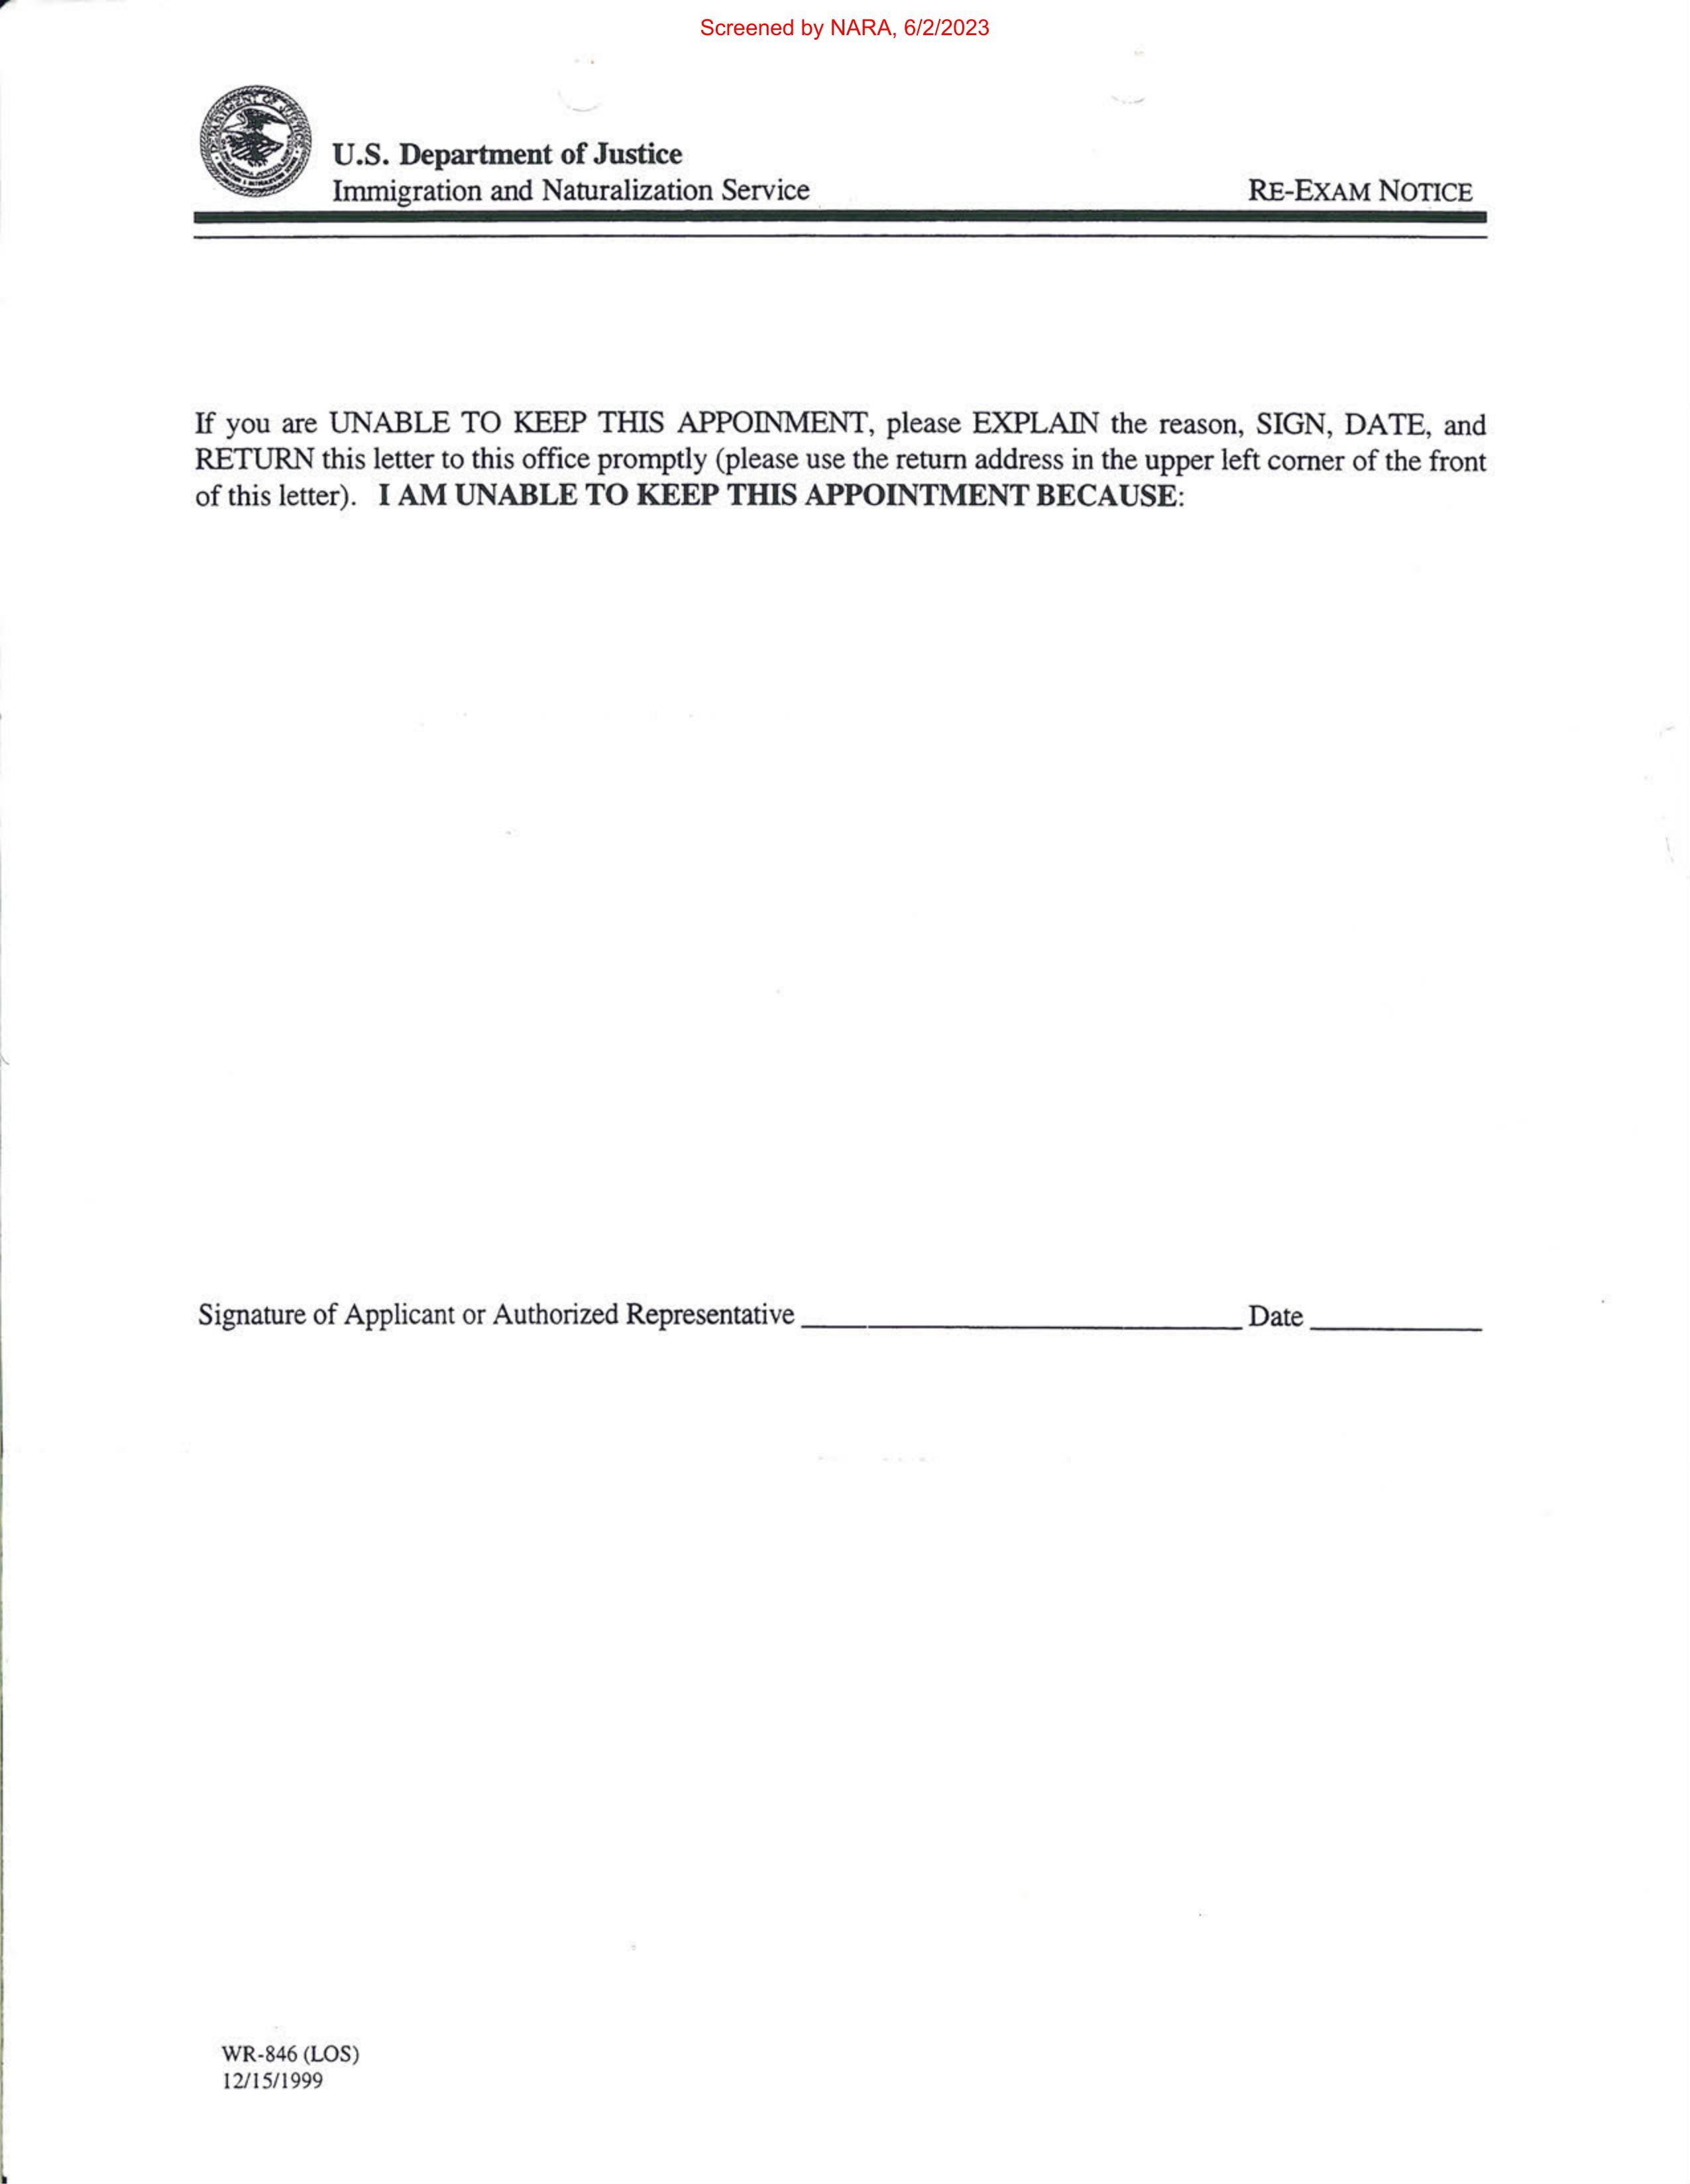 Screened by NARA, 6/2/2023
U.S. Department of Justice
Immigration and Naturalization Service
RE-EXAM NOTICE
If you are UNABLE TO KEEP THIS APPOINMENT, please EXPLAIN the reason, SIGN, DATE, and
RETURN this letter to this office promptly (please use the return address in the upper left corner of the front
of this letter). I AM UNABLE TO KEEP THIS APPOINTMENT BECAUSE:
Signature of Applicant or Authorized Representative ______________ Date ______
WR-846 (LOS)
12/15/1999